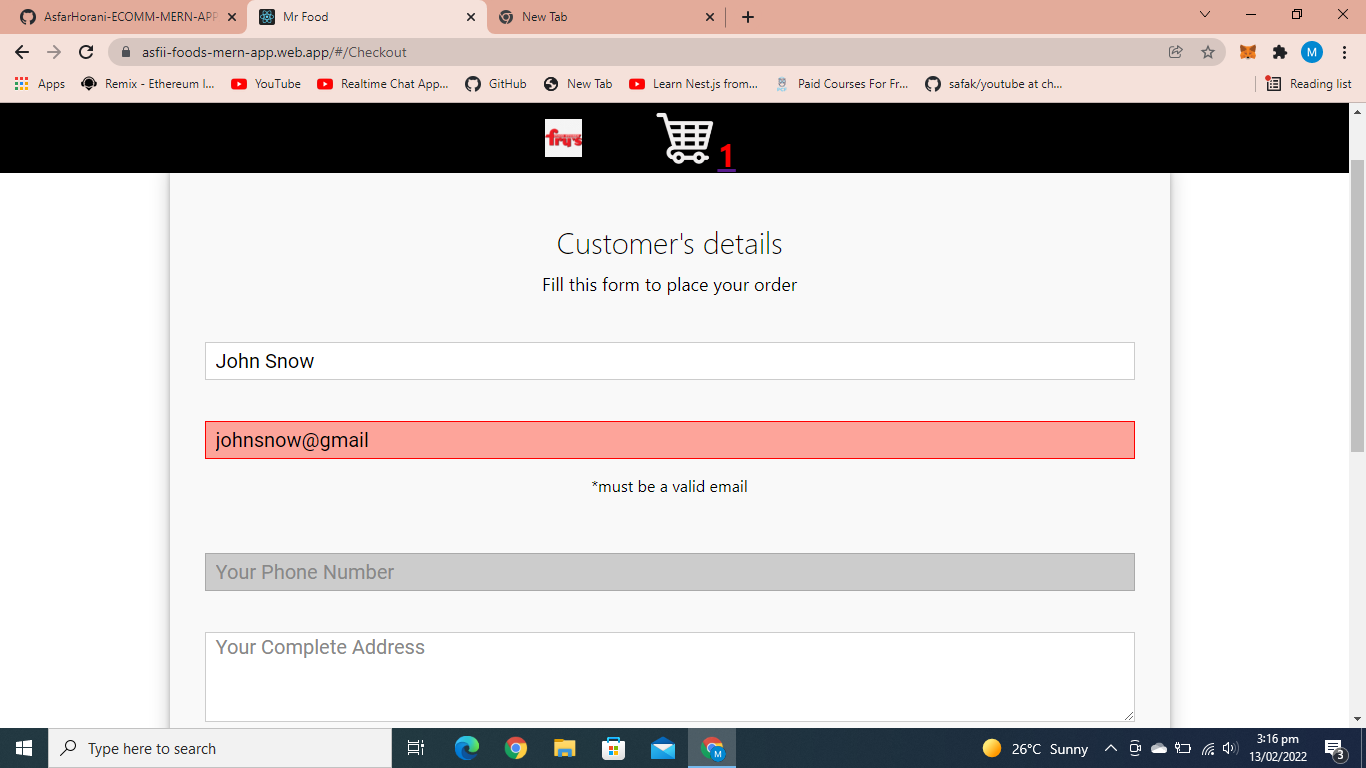 AsfarHorani-ECOMM-MERN-APP
Mr Food
New Tab
asfii-foods-mern-app.web.app/#/Checkout
M
Apps
Remix - Ethereum I...
YouTube
Realtime Chat App...
GitHub
New Tab
Learn Nest.js from...
Paid Courses For Fr...
safak/youtube at ch...
Reading list
fry's
1
Customer's details
Fill this form to place your order
John Snow
johnsnow@gmail
*must be a valid email
Your Phone Number
Your Complete Address
Type here to search
M
26°C Sunny
3:16 pm
13/02/2022
3